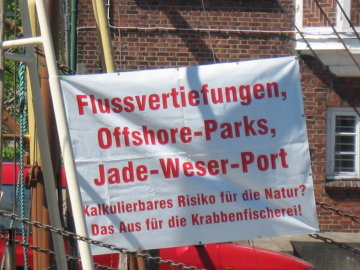 Flussvertiefungen,
Offshore-Parks,
Jade-Weser-Port
Kalkulierbares Risiko für die Natur?
Das Aus für die Krabbenfischerei!